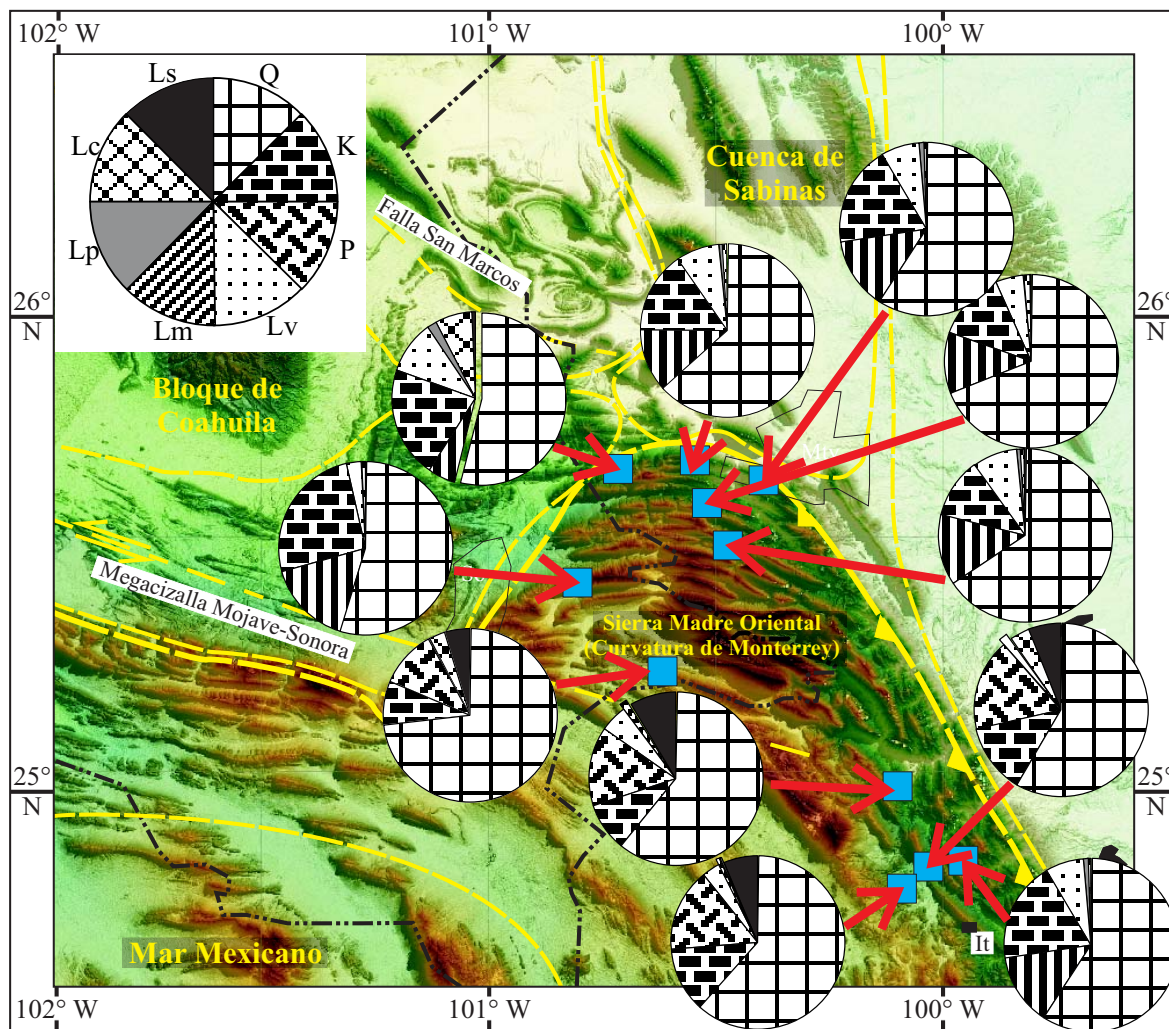 102° W
101° W
100° W
Ls
Q
Lc
K
Lp
P
Lm
Lv
Cuenca de
Sabinas
Falla San Marcos
26°
N
26°
N
Bloque de
Coahuila
Megacizalla Mojave-Sonora
Sierra Madre Oriental
(Curvatura de Monterrey)
25°
N
25°
N
Mar Mexicano
It
102° W
101° W
100° W